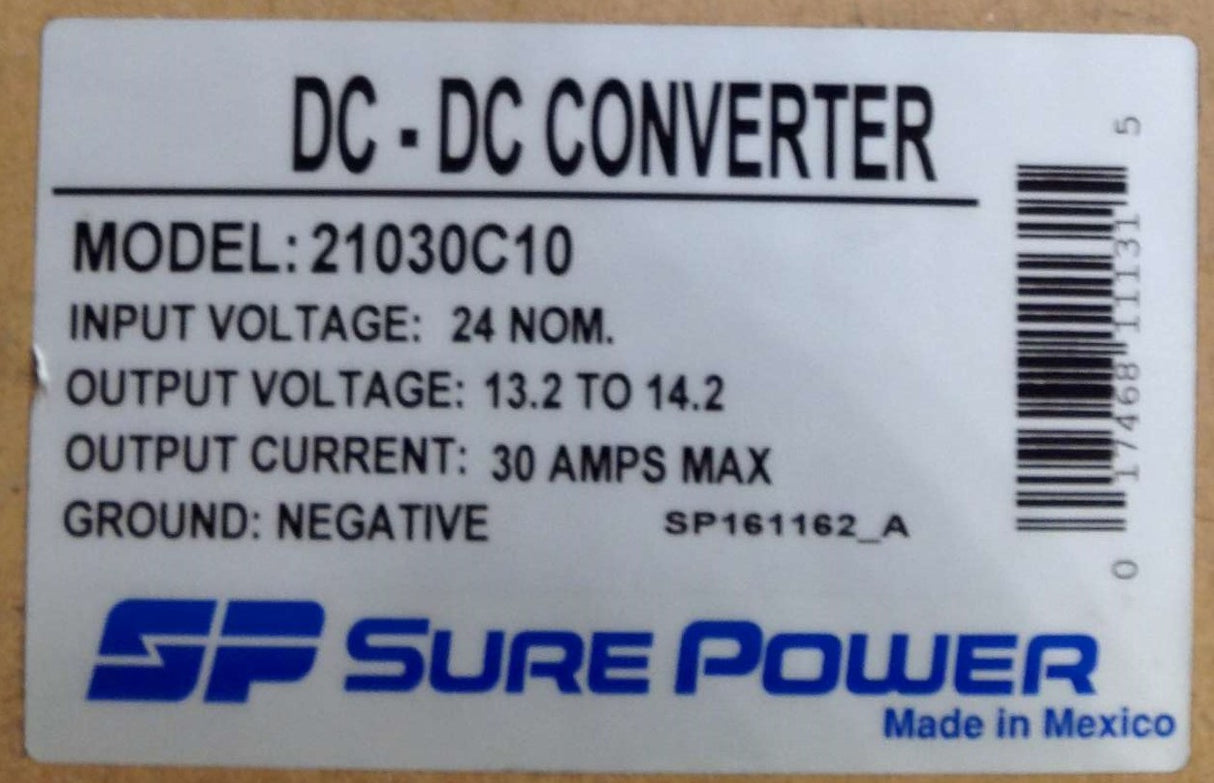 DC - DC CONVERTER
MODEL: 21030C10
INPUT VOLTAGE: 24 NOM.
OUTPUT VOLTAGE: 13.2 TO 14.2
OUTPUT CURRENT: 30 AMPS MAX
GROUND: NEGATIVE SP161162_A
SP SURE POWER
Made in Mexico
0 17468 11131 5